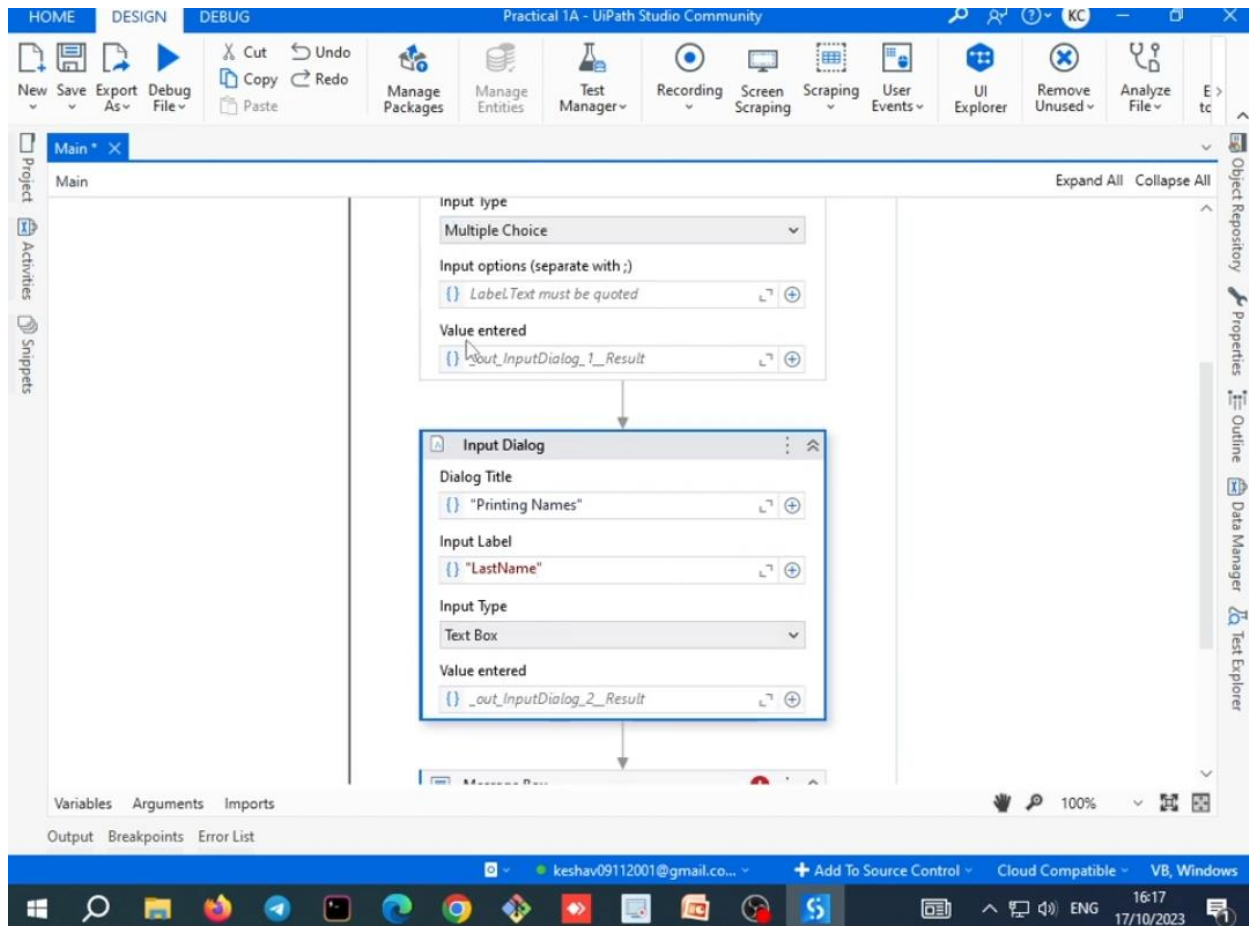 HOME DESIGN DEBUG Practical 1A - UiPath Studio Community KC
New Save Export As Debug File Cut Copy Paste Undo Redo Manage Packages Manage Entities Test Manager Recording Screen Scraping Scraping User Events UI Explorer Remove Unused Analyze File
Main *
Main Expand All Collapse All
Project
Activities
Snippets
Input Type
Multiple Choice
Input options (separate with ;)
{} Label.Text must be quoted
Value entered
{} _out_InputDialog_1__Result
Input Dialog
Dialog Title
{} "Printing Names"
Input Label
{} "LastName"
Input Type
Text Box
Value entered
{} _out_InputDialog_2__Result
Message Box
Object Repository
Properties
Outline
Data Manager
Test Explorer
Variables Arguments Imports 100%
Output Breakpoints Error List
keshav09112001@gmail.co... Add To Source Control Cloud Compatible VB, Windows
ENG 16:17
17/10/2023